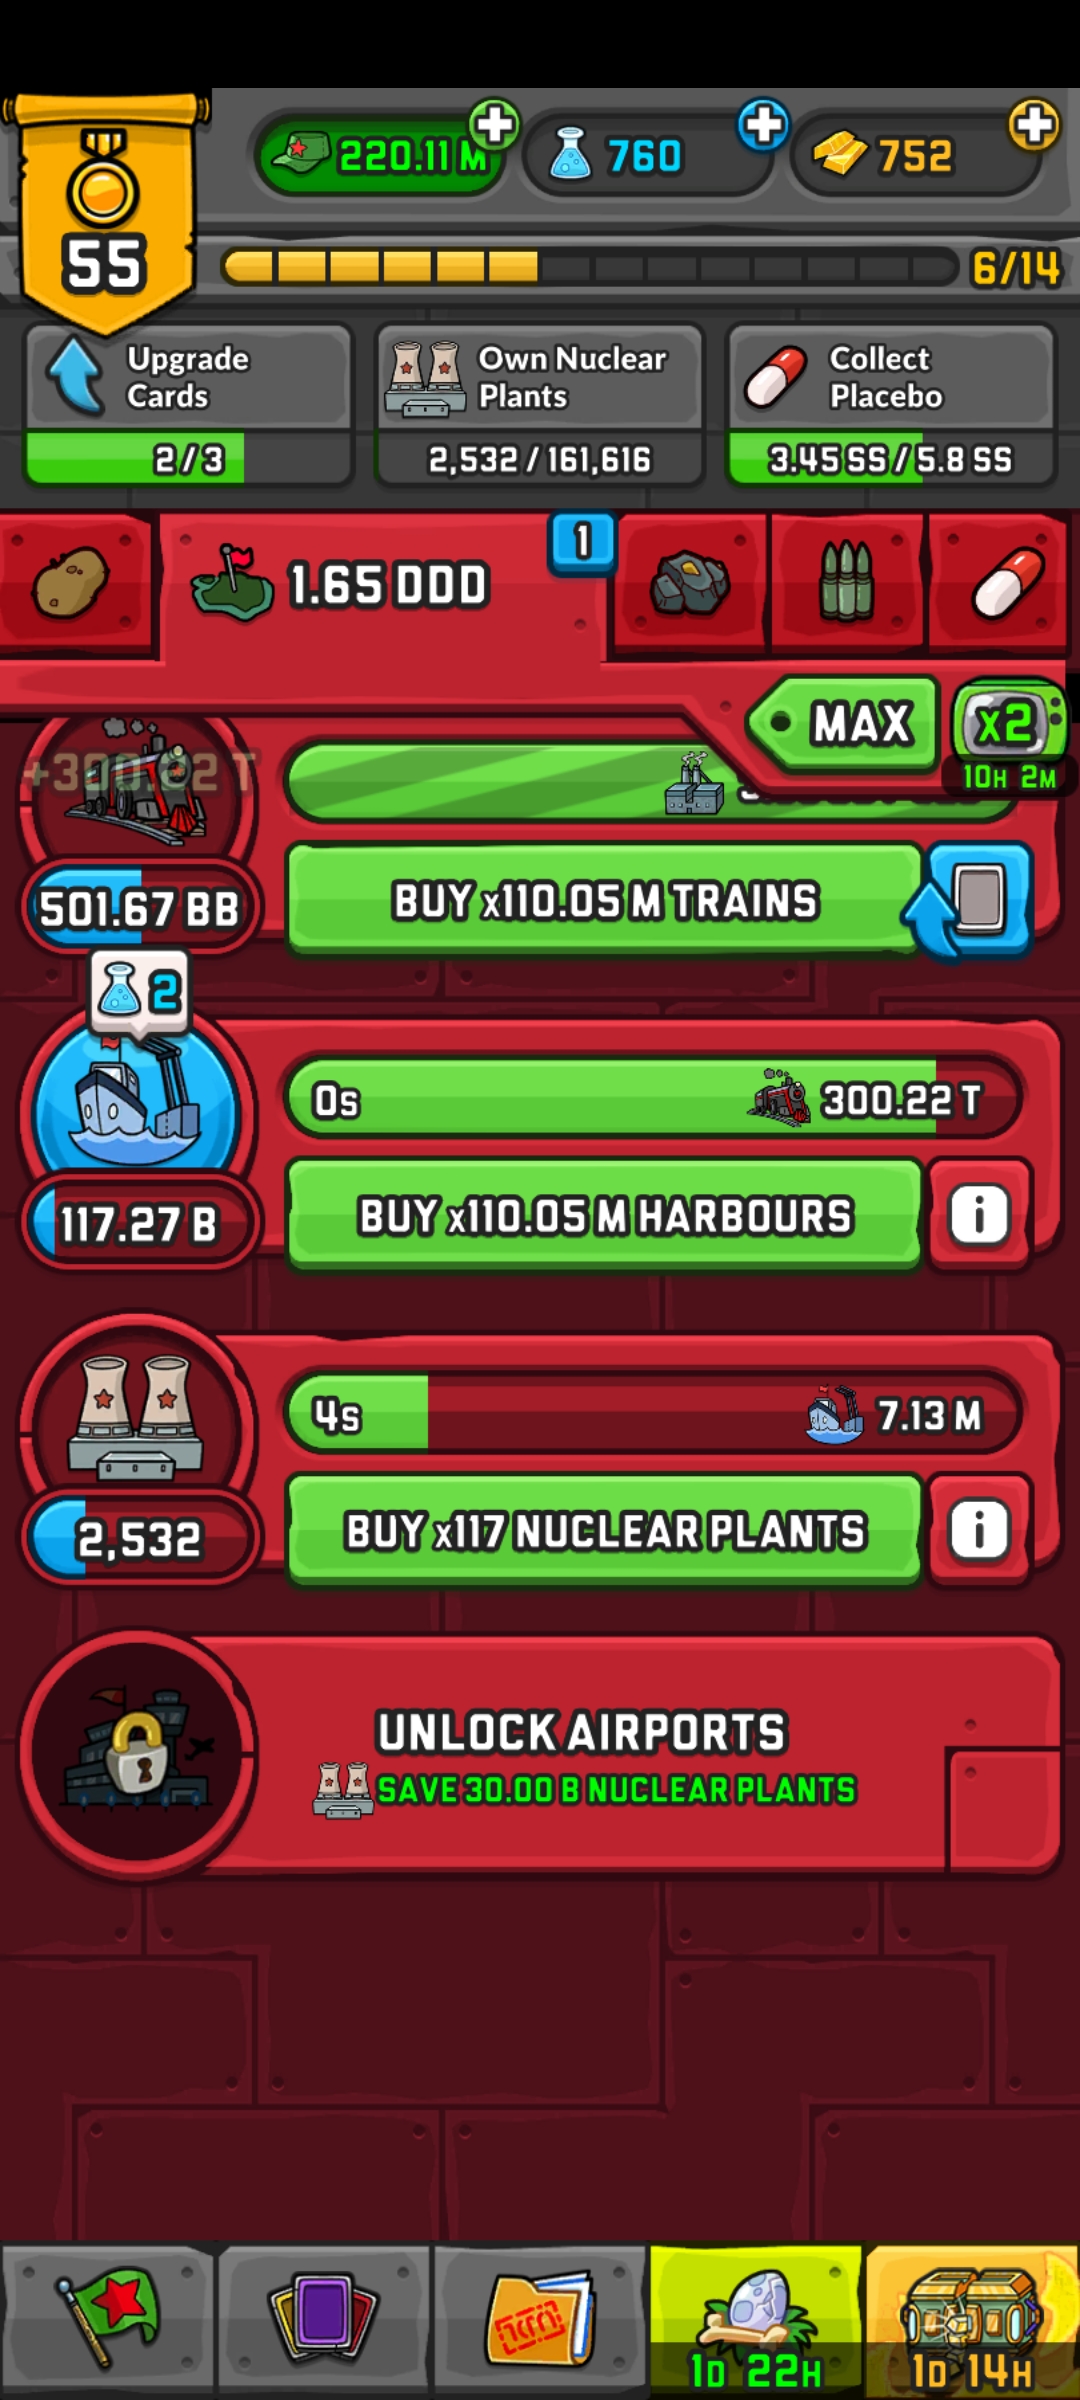 55
220.11 M
760
752
6/14
Upgrade
Cards
2/3
Own Nuclear
Plants
2,532 / 161,616
Collect
Placebo
3.45 SS / 5.8 SS
1.65 DDD
1
MAX
x2
10H 2M
501.67 BB
BUY x110.05 M TRAINS
2
0s
300.22 T
117.27 B
BUY x110.05 M HARBOURS
i
4s
7.13 M
2,532
BUY x117 NUCLEAR PLANTS
i
UNLOCK AIRPORTS
SAVE 30.00 B NUCLEAR PLANTS
1D 22H
1D 14H